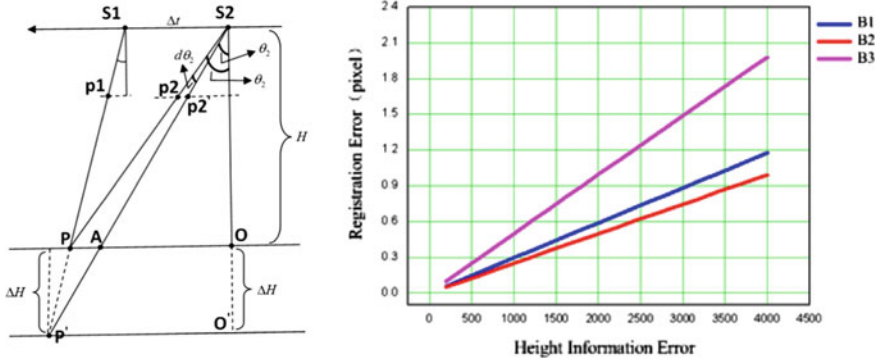 S1
Δt
S2
dθ₂
θ₂
θ₂
p1
p2
p2'
H
P
A
O
ΔH
ΔH
P'
O'
Registration Error (pixel)
2.4
2.1
1.8
1.5
1.2
0.9
0.6
0.3
0.0
0
500
1000
1500
2000
2500
3000
3500
4000
4500
Height Information Error
B1
B2
B3